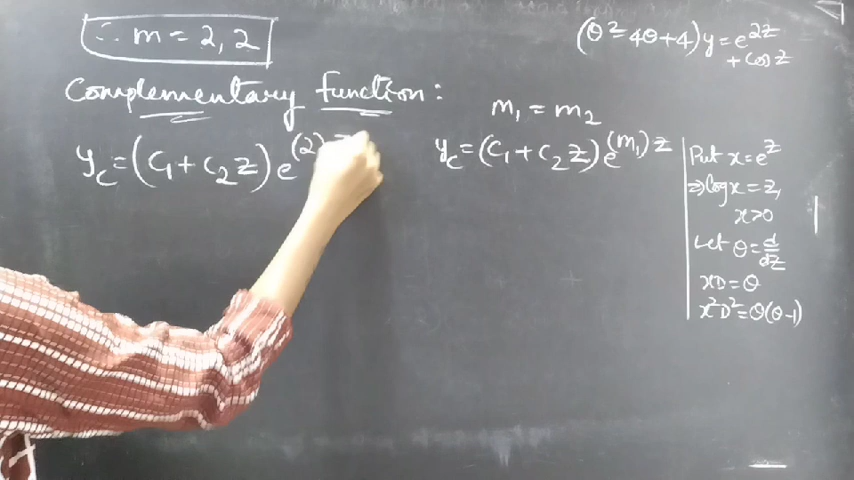 ∴ m = 2, 2
(θ² - 4θ + 4) y = e^{2z}
+ cos z
Complementary function :
m₁ = m₂
y_c = (c₁ + c₂ z) e^{(2) z}
y_c = (c₁ + c₂ z) e^{(m₁) z}
Put x = e^z
⇒ log x = z,
x > 0
Let θ = d/dz
xD = θ
x²D² = θ(θ-1)